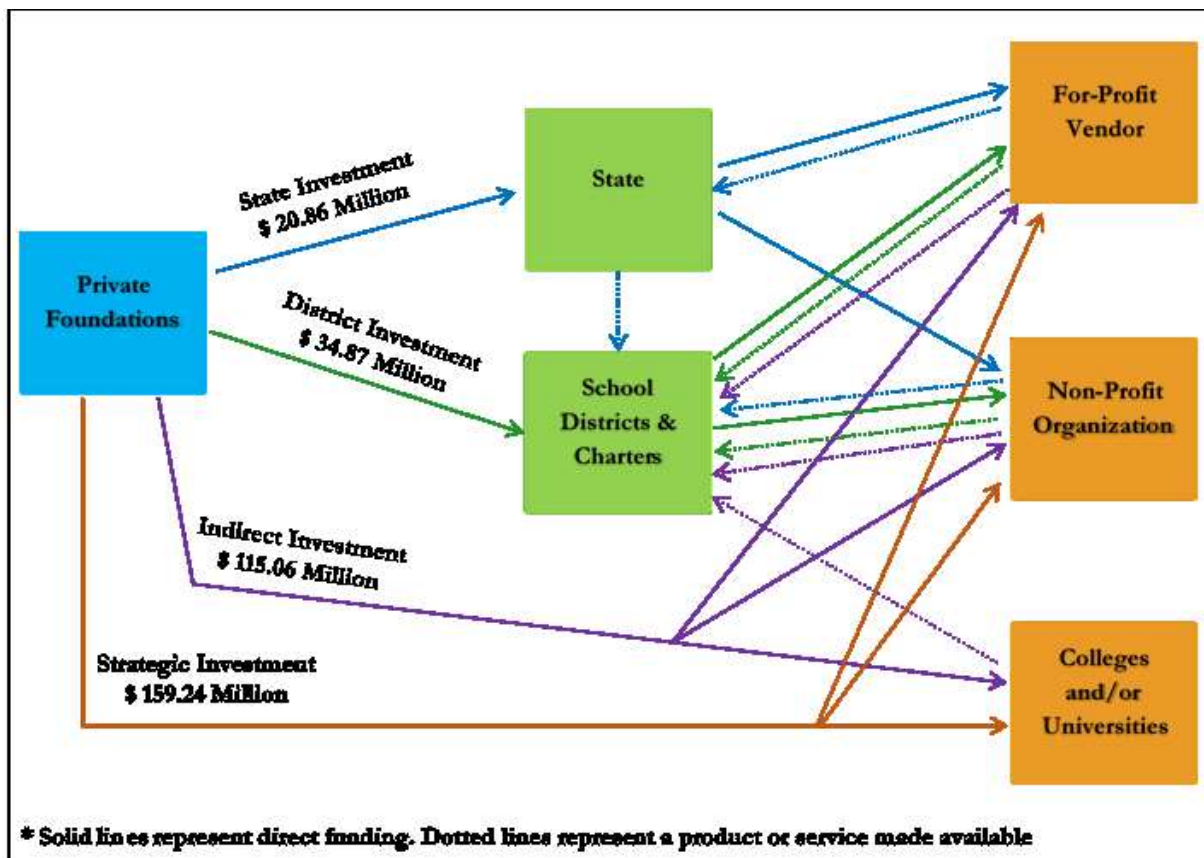 For-Profit
Vendor
State
State Investment
$ 20.86 Million
Private
Foundations
District Investment
$ 34.87 Million
School
Districts &
Charters
Non-Profit
Organization
Indirect Investment
$ 115.06 Million
Strategic Investment
$ 159.24 Million
Colleges
and/or
Universities
* Solid lines represent direct funding. Dotted lines represent a product or service made available